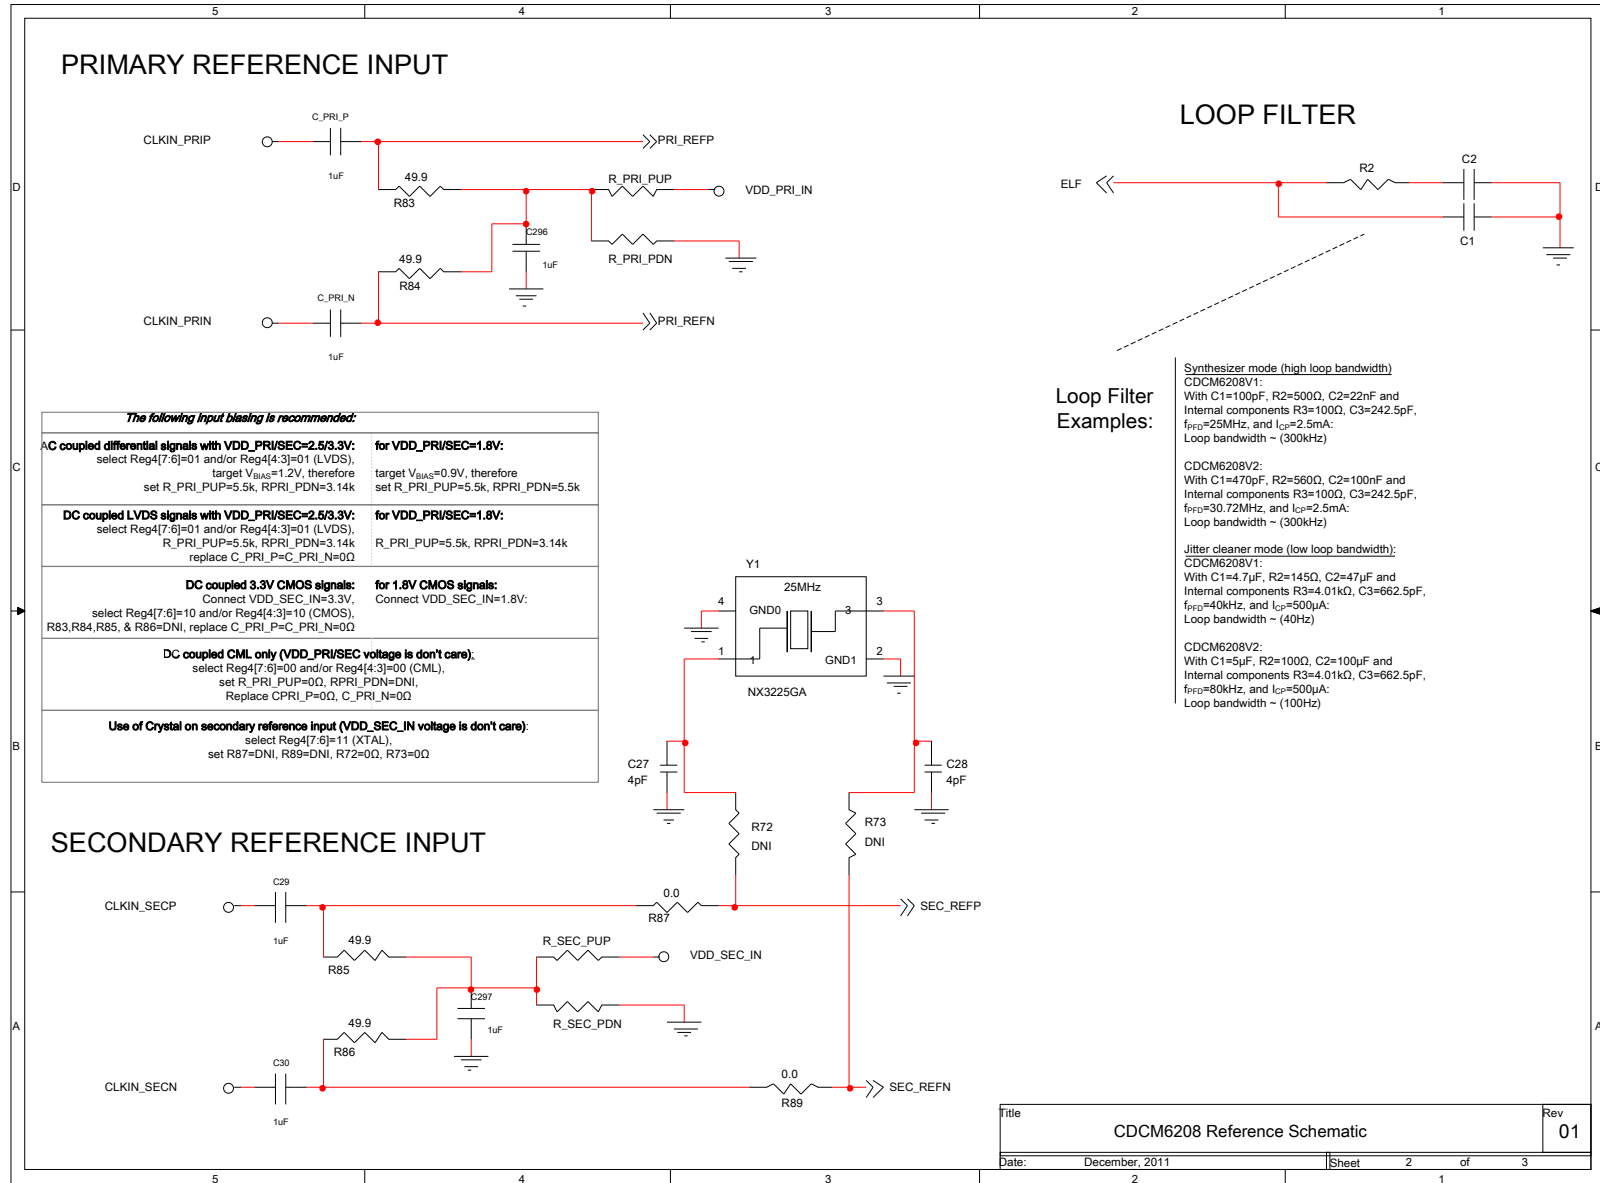 5 4 3 2 1
PRIMARY REFERENCE INPUT
C_PRI_P
CLKIN_PRIP
PRI_REFP
1uF
49.9
R83
R_PRI_PUP
VDD_PRI_IN
C296
1uF
R_PRI_PDN
49.9
R84
C_PRI_N
CLKIN_PRIN
PRI_REFN
1uF
LOOP FILTER
ELF
R2
C2
C1
D
D
Loop Filter
Examples:
Synthesizer mode (high loop bandwidth)
CDCM6208V1:
With C1=100pF, R2=500Ω, C2=22nF and
Internal components R3=100Ω, C3=242.5pF,
fPFD=25MHz, and ICP=2.5mA:
Loop bandwidth ~ (300kHz)
CDCM6208V2:
With C1=470pF, R2=560Ω, C2=100nF and
Internal components R3=100Ω, C3=242.5pF,
fPFD=30.72MHz, and ICP=2.5mA:
Loop bandwidth ~ (300kHz)
Jitter cleaner mode (low loop bandwidth):
CDCM6208V1:
With C1=4.7µF, R2=145Ω, C2=47µF and
Internal components R3=4.01kΩ, C3=662.5pF,
fPFD=40kHz, and ICP=500µA:
Loop bandwidth ~ (40Hz)
CDCM6208V2:
With C1=5µF, R2=100Ω, C2=100µF and
Internal components R3=4.01kΩ, C3=662.5pF,
fPFD=80kHz, and ICP=500µA:
Loop bandwidth ~ (100Hz)
C
C
The following input biasing is recommended:
AC coupled differential signals with VDD_PRI/SEC=2.5/3.3V: for VDD_PRI/SEC=1.8V:
select Reg4[7:6]=01 and/or Reg4[4:3]=01 (LVDS),
target VBIAS=1.2V, therefore target VBIAS=0.9V, therefore
set R_PRI_PUP=5.5k, RPRI_PDN=3.14k set R_PRI_PUP=5.5k, RPRI_PDN=5.5k
DC coupled LVDS signals with VDD_PRI/SEC=2.5/3.3V: for VDD_PRI/SEC=1.8V:
select Reg4[7:6]=01 and/or Reg4[4:3]=01 (LVDS),
R_PRI_PUP=5.5k, RPRI_PDN=3.14k R_PRI_PUP=5.5k, RPRI_PDN=3.14k
replace C_PRI_P=C_PRI_N=0Ω
DC coupled 3.3V CMOS signals: for 1.8V CMOS signals:
Connect VDD_SEC_IN=3.3V, Connect VDD_SEC_IN=1.8V:
select Reg4[7:6]=10 and/or Reg4[4:3]=10 (CMOS),
R83,R84,R85, & R86=DNI, replace C_PRI_P=C_PRI_N=0Ω
DC coupled CML only (VDD_PRI/SEC voltage is don't care):
select Reg4[7:6]=00 and/or Reg4[4:3]=00 (CML),
set R_PRI_PUP=0Ω, RPRI_PDN=DNI,
Replace CPRI_P=0Ω, C_PRI_N=0Ω
Use of Crystal on secondary reference input (VDD_SEC_IN voltage is don't care):
select Reg4[7:6]=11 (XTAL),
set R87=DNI, R89=DNI, R72=0Ω, R73=0Ω
Y1
25MHz
4
GND0
3
3
1
1
GND1
2
NX3225GA
C27
4pF
C28
4pF
R72
DNI
R73
DNI
B
B
SECONDARY REFERENCE INPUT
C29
CLKIN_SECP
1uF
0.0
R87
SEC_REFP
49.9
R85
R_SEC_PUP
VDD_SEC_IN
C297
1uF
R_SEC_PDN
49.9
R86
C30
CLKIN_SECN
1uF
0.0
R89
SEC_REFN
A
A
Title
CDCM6208 Reference Schematic
Rev
01
Date: December, 2011
Sheet 2 of 3
5 4 3 2 1